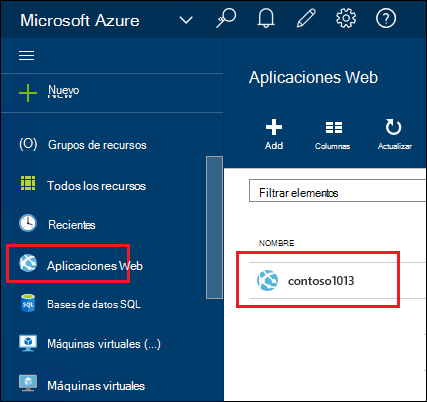 Microsoft Azure
Nuevo
New
Grupos de recursos
Todos los recursos
Recientes
Aplicaciones Web
Bases de datos SQL
Máquinas virtuales (...)
Máquinas virtuales
Aplicaciones Web
Add
Columnas
Actualizar
Filtrar elementos
NOMBRE
contoso1013